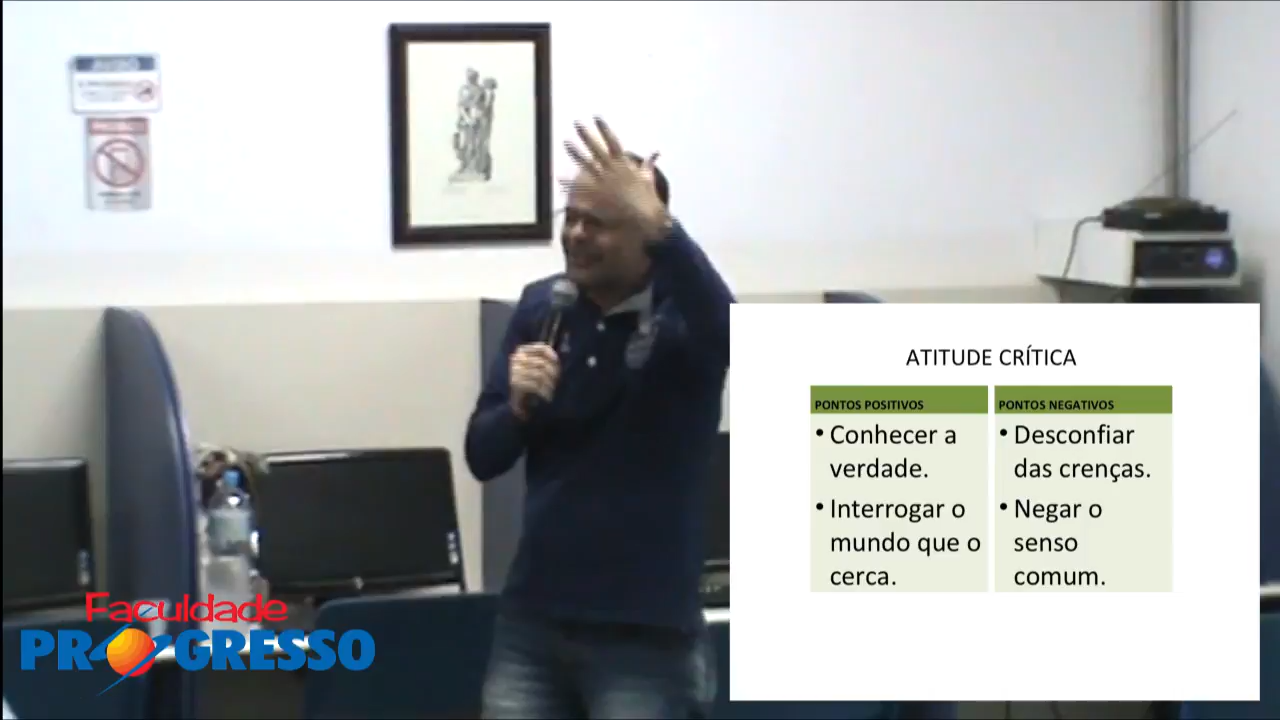 AVISO
ATITUDE CRÍTICA
PONTOS POSITIVOS
PONTOS NEGATIVOS
• Conhecer a
verdade.
• Interrogar o
mundo que o
cerca.
• Desconfiar
das crenças.
• Negar o
senso
comum.
Faculdade
PROGRESSO